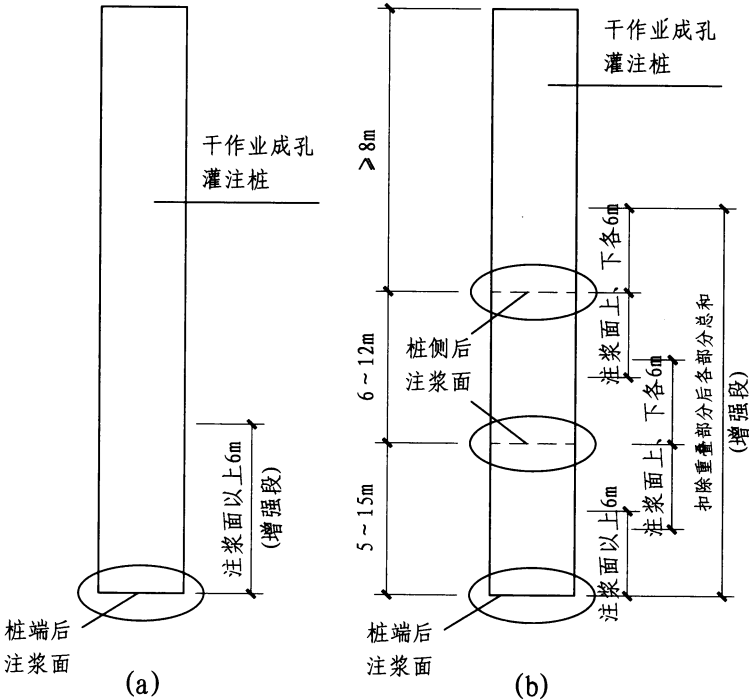 干作业成孔
灌注桩
注浆面以上6m
(增强段)
桩端后
注浆面
(a)
干作业成孔
灌注桩
≥8m
6~12m
5~15m
桩侧后
注浆面
注浆面上、下各6m
注浆面上、下各6m
注浆面以上6m
扣除重叠部分后各部分总和
(增强段)
桩端后
注浆面
(b)